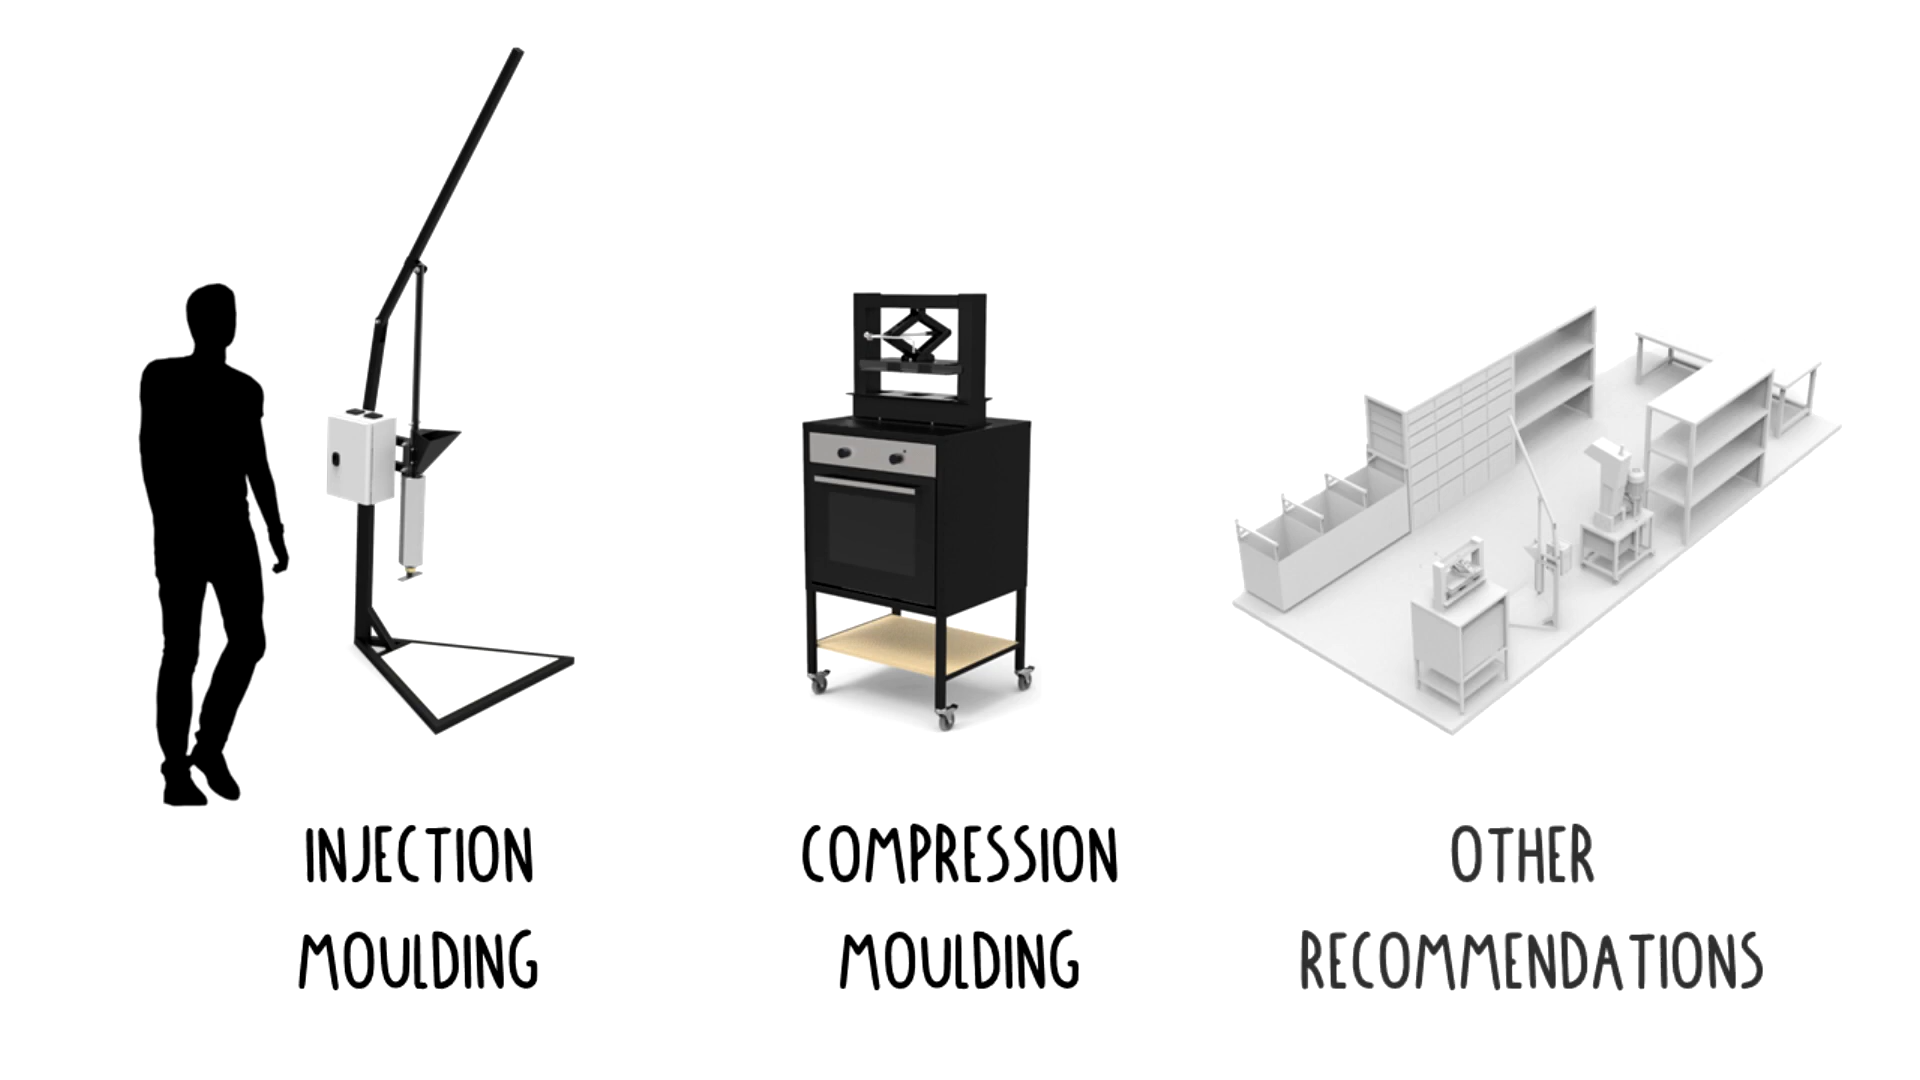 INJECTION
MOULDING
COMPRESSION
MOULDING
OTHER
RECOMMENDATIONS